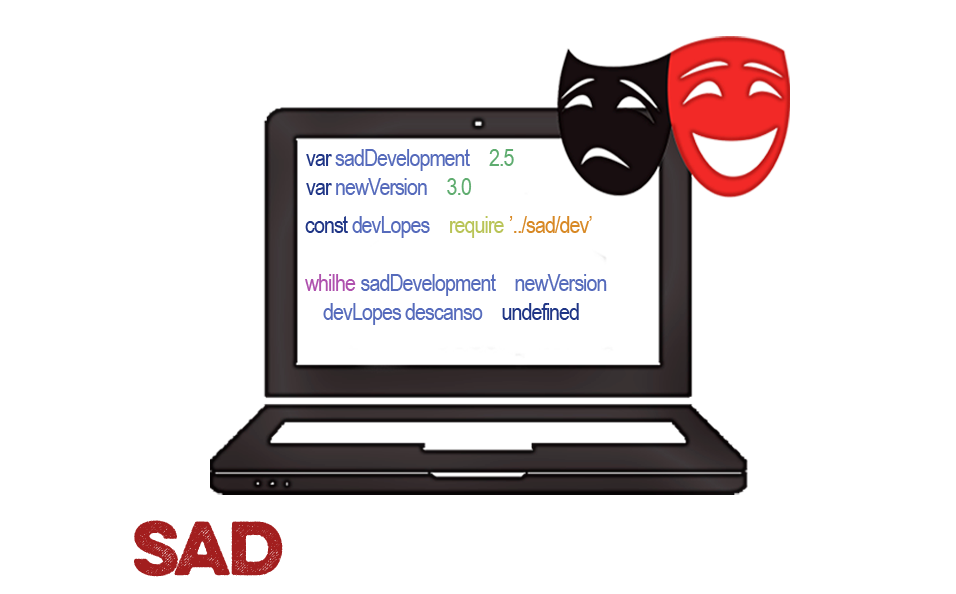 var sadDevelopment 2.5
var newVersion 3.0
const devLopes require '../sad/dev'
whilhe sadDevelopment newVersion
devLopes descanso undefined
SAD